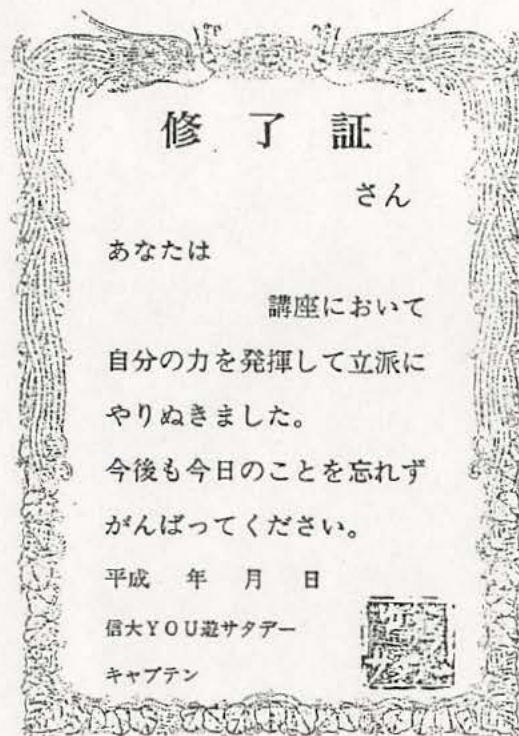 修了証
さん
あなたは
講座において
自分の力を発揮して立派に
やりぬきました。
今後も今日のことを忘れず
がんばってください。
平成　年　月　日
信大ＹＯＵ遊サタデー
キャプテン